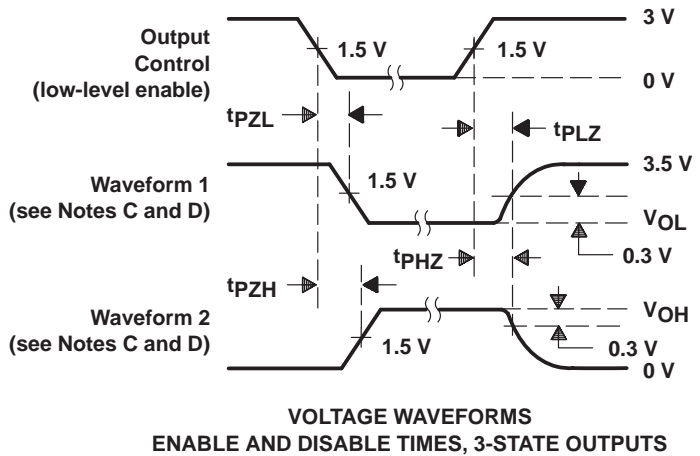 3 V
Output
Control
(low-level enable)
1.5 V
1.5 V
0 V
tPZL
tPLZ
3.5 V
Waveform 1
(see Notes C and D)
1.5 V
VOL
0.3 V
tPHZ
tPZH
VOH
Waveform 2
(see Notes C and D)
1.5 V
0.3 V
0 V
VOLTAGE WAVEFORMS
ENABLE AND DISABLE TIMES, 3-STATE OUTPUTS